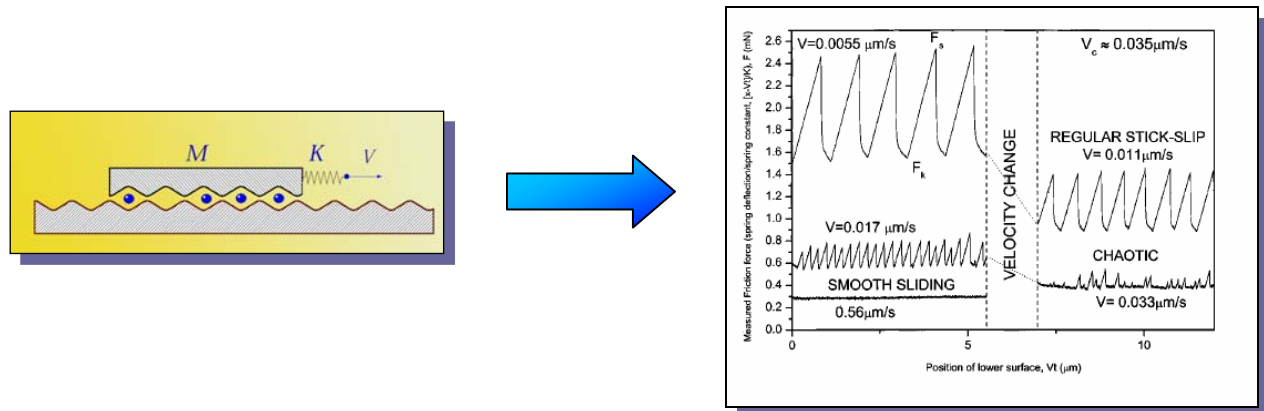 M K V
V=0.0055 μm/s
F_s
V_c ≈ 0.035μm/s
2.6
2.4
2.2
2.0
1.8
1.6
1.4
1.2
1.0
0.8
0.6
0.4
0.2
0.0
Measured Friction force (spring deflection/spring constant, [x-Vt]/K), F (mN)
F_k
VELOCITY CHANGE
REGULAR STICK-SLIP
V= 0.011μm/s
V=0.017 μm/s
CHAOTIC
SMOOTH SLIDING
V= 0.033μm/s
0.56μm/s
0 5 10
Position of lower surface, Vt (μm)